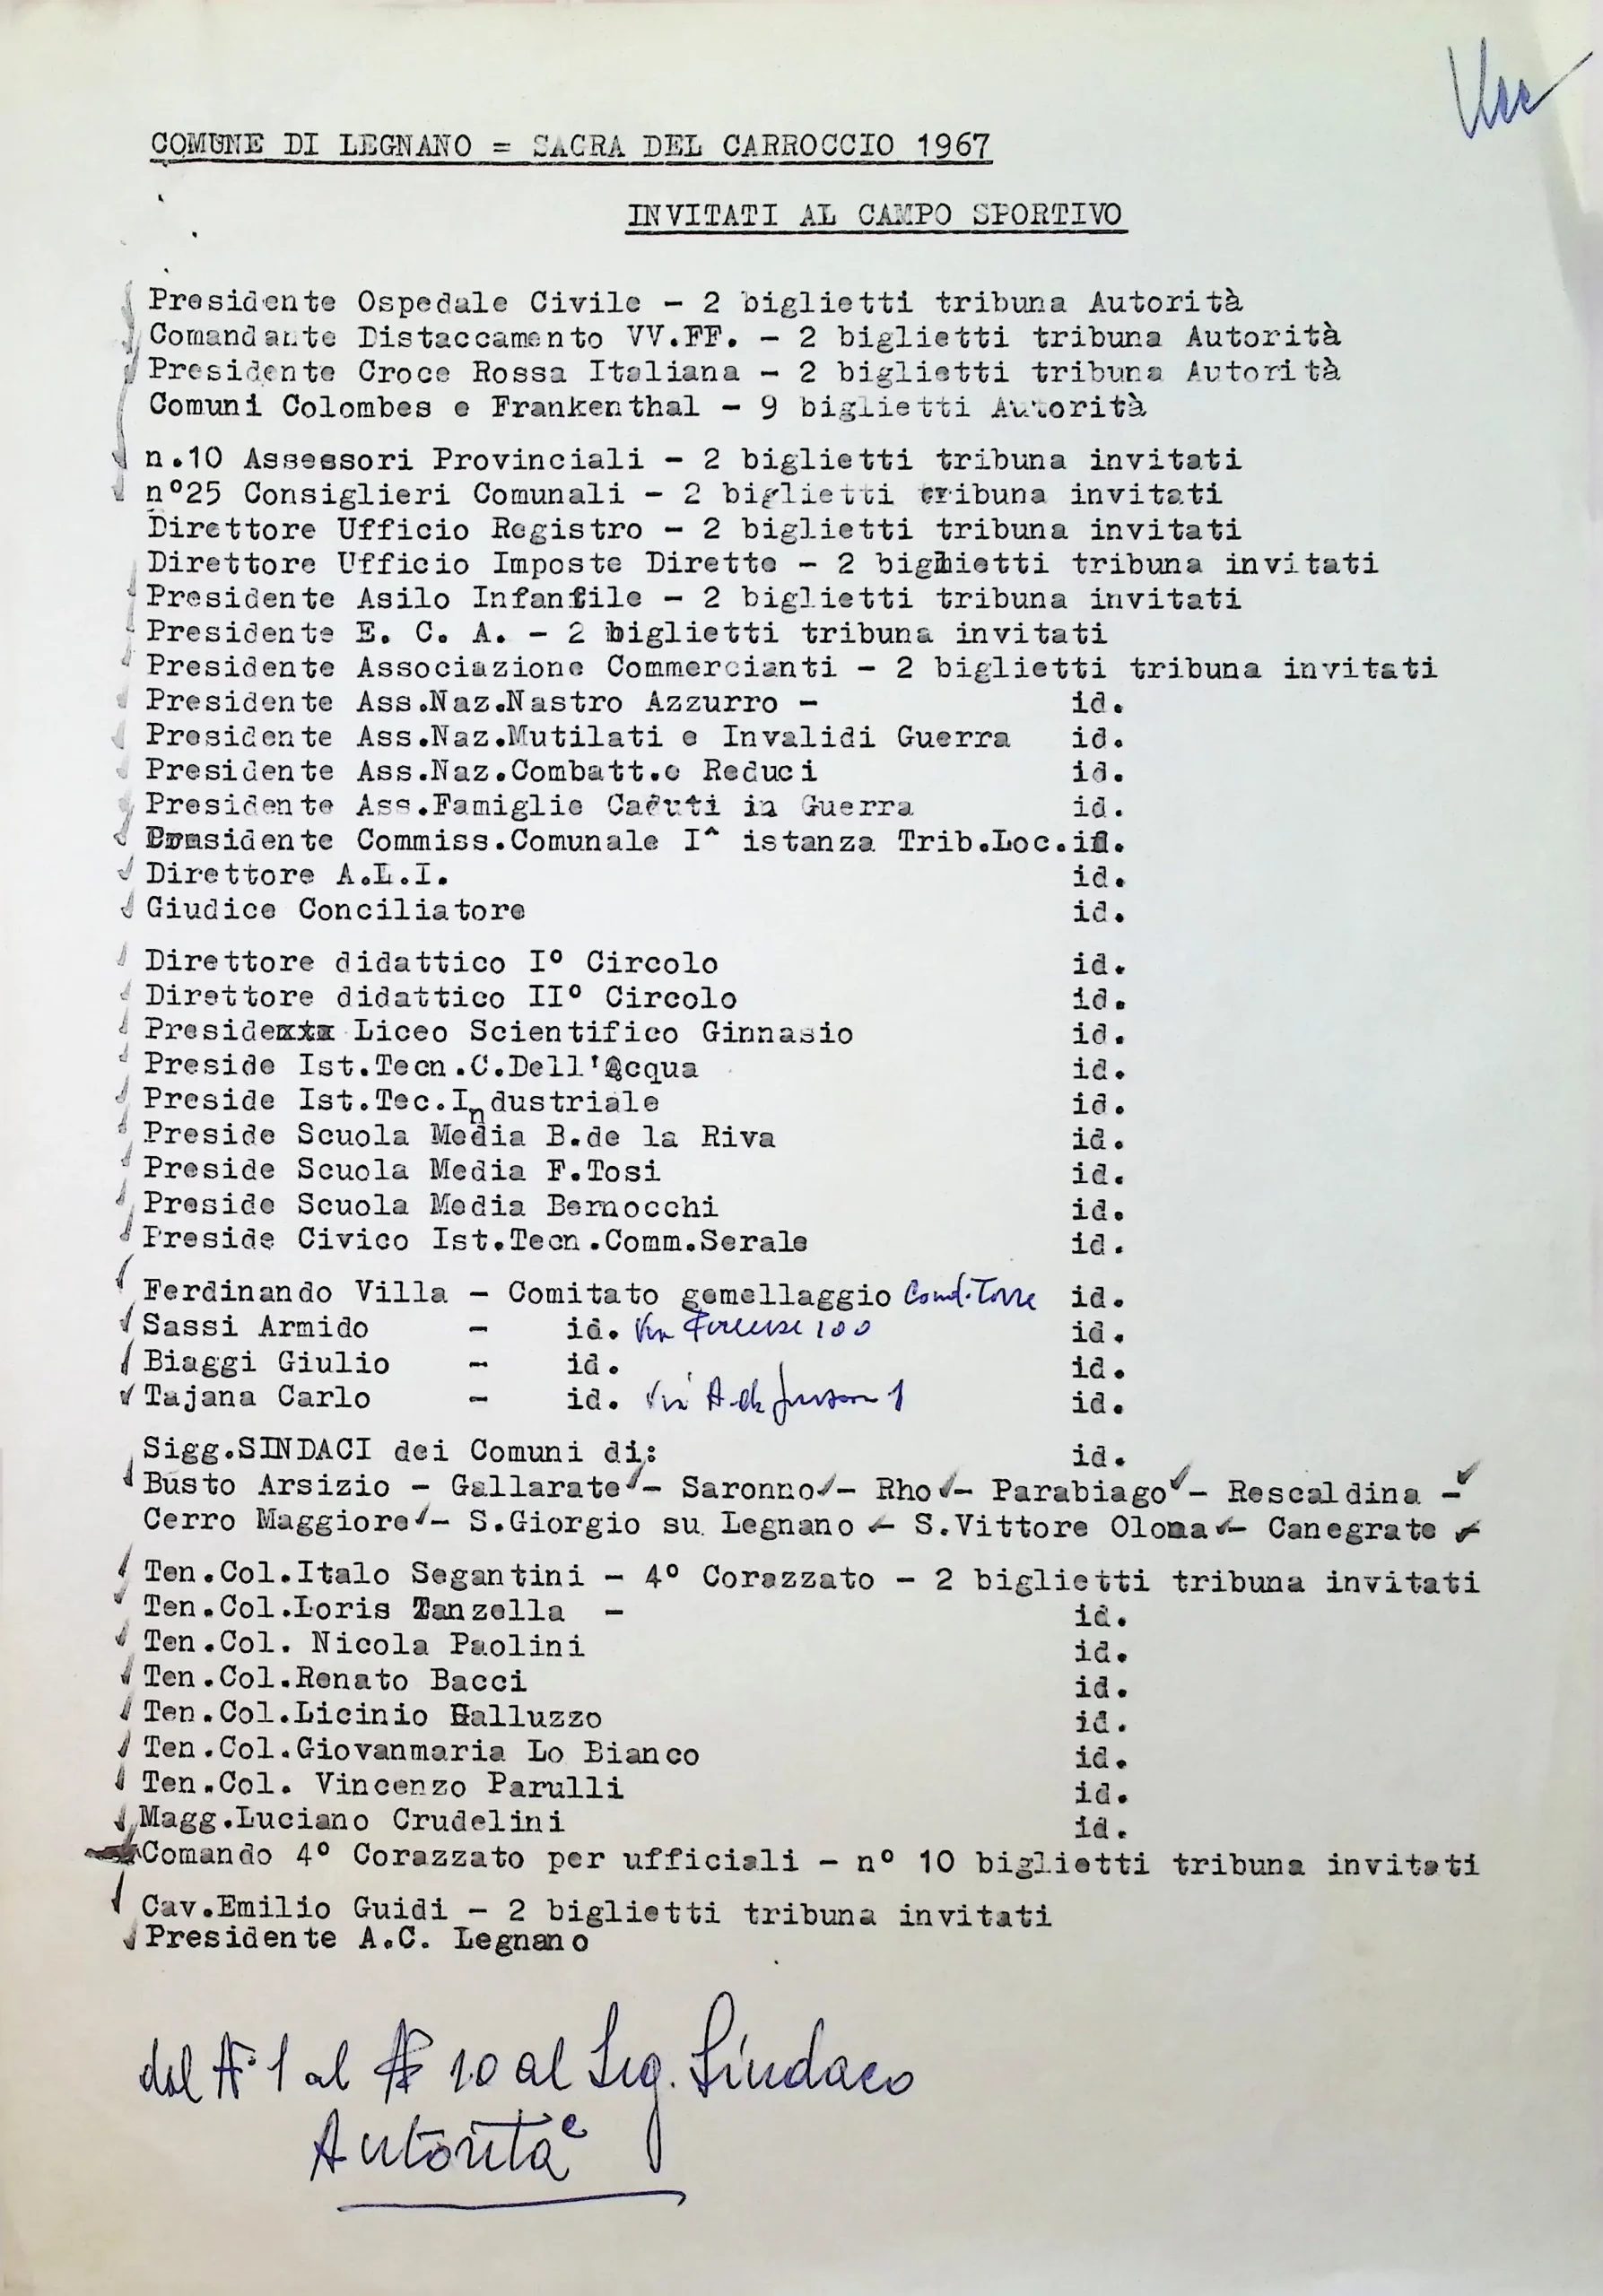 COMUNE DI LEGNANO = SAGRA DEL CARROCCIO 1967
INVITATI AL CAMPO SPORTIVO
Presidente Ospedale Civile - 2 biglietti tribuna Autorità
Comandante Distaccamento VV.FF. - 2 biglietti tribuna Autorità
Presidente Croce Rossa Italiana - 2 biglietti tribuna Autorità
Comuni Colombes e Frankenthal - 9 biglietti Autorità
n.10 Assessori Provinciali - 2 biglietti tribuna invitati
n°25 Consiglieri Comunali - 2 biglietti tribuna invitati
Direttore Ufficio Registro - 2 biglietti tribuna invitati
Direttore Ufficio Imposte Dirette - 2 biglietti tribuna invitati
Presidente Asilo Infantile - 2 biglietti tribuna invitati
Presidente E. C. A. - 2 biglietti tribuna invitati
Presidente Associazione Commercianti - 2 biglietti tribuna invitati
Presidente Ass.Naz.Nastro Azzurro - id.
Presidente Ass.Naz.Mutilati e Invalidi Guerra id.
Presidente Ass.Naz.Combatt.e Reduci id.
Presidente Ass.Famiglie Caduti in Guerra id.
Presidente Commiss.Comunale I^ istanza Trib.Loc.id.
Direttore A.L.I. id.
Giudice Conciliatore id.
Direttore didattico I° Circolo id.
Direttore didattico II° Circolo id.
Preside Liceo Scientifico Ginnasio id.
Preside Ist.Tecn.C.Dell'Acqua id.
Preside Ist.Tec.Industriale id.
Preside Scuola Media B.de la Riva id.
Preside Scuola Media F.Tosi id.
Preside Scuola Media Bernocchi id.
Preside Civico Ist.Tecn.Comm.Serale id.
Ferdinando Villa - Comitato gemellaggio id.
Sassi Armido - id. Via Firenze 100 id.
Biaggi Giulio - id. id.
Tajana Carlo - id. id.
Sigg.SINDACI dei Comuni di: id.
Busto Arsizio - Gallarate - Saronno - Rho - Parabiago - Rescaldina -
Cerro Maggiore - S.Giorgio su Legnano - S.Vittore Olona - Canegrate -
Ten.Col.Italo Segantini - 4° Corazzato - 2 biglietti tribuna invitati
Ten.Col.Loris Tanzella - id.
Ten.Col. Nicola Paolini id.
Ten.Col.Renato Bacci id.
Ten.Col.Licinio Galluzzo id.
Ten.Col.Giovanmaria Lo Bianco id.
Ten.Col. Vincenzo Parulli id.
Magg.Luciano Crudelini id.
Comando 4° Corazzato per ufficiali - n° 10 biglietti tribuna invitati
Cav.Emilio Guidi - 2 biglietti tribuna invitati
Presidente A.C. Legnano
dal N° 1 al N° 10 al Sig. Sindaco
Autorità